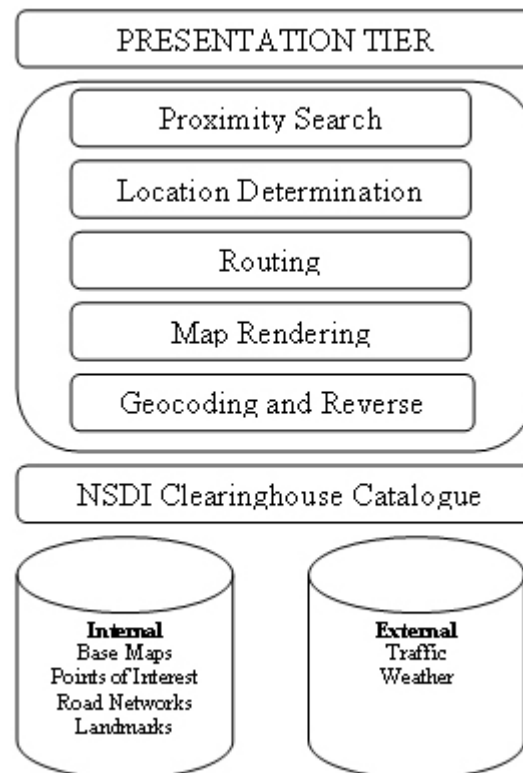 PRESENTATION TIER
Proximity Search
Location Determination
Routing
Map Rendering
Geocoding and Reverse
NSDI Clearinghouse Catalogue
Internal
Base Maps
Points of Interest
Road Networks
Landmarks
External
Traffic
Weather